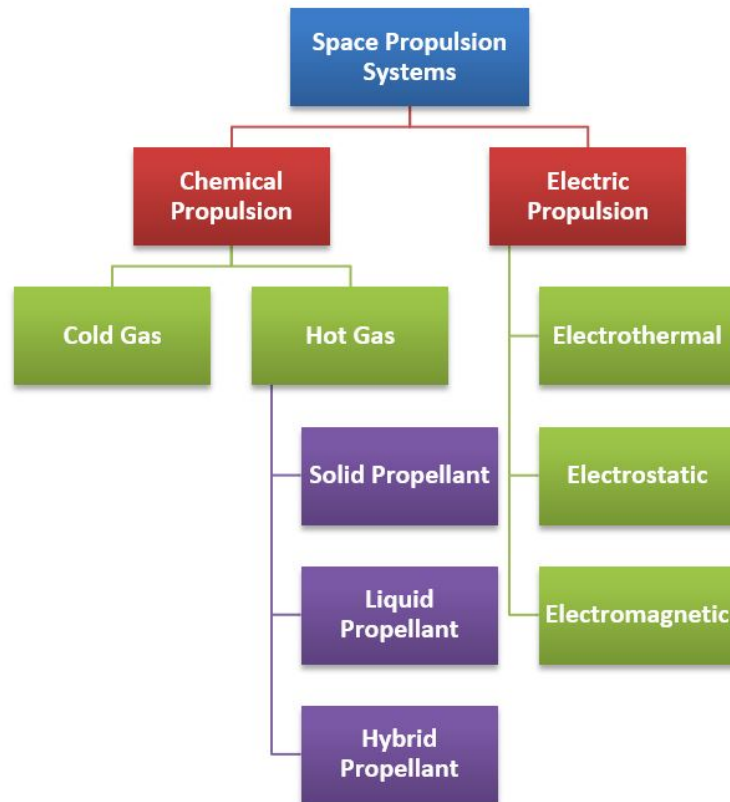 Space Propulsion
Systems
Chemical
Propulsion
Electric
Propulsion
Cold Gas
Hot Gas
Electrothermal
Solid Propellant
Electrostatic
Liquid
Propellant
Electromagnetic
Hybrid
Propellant